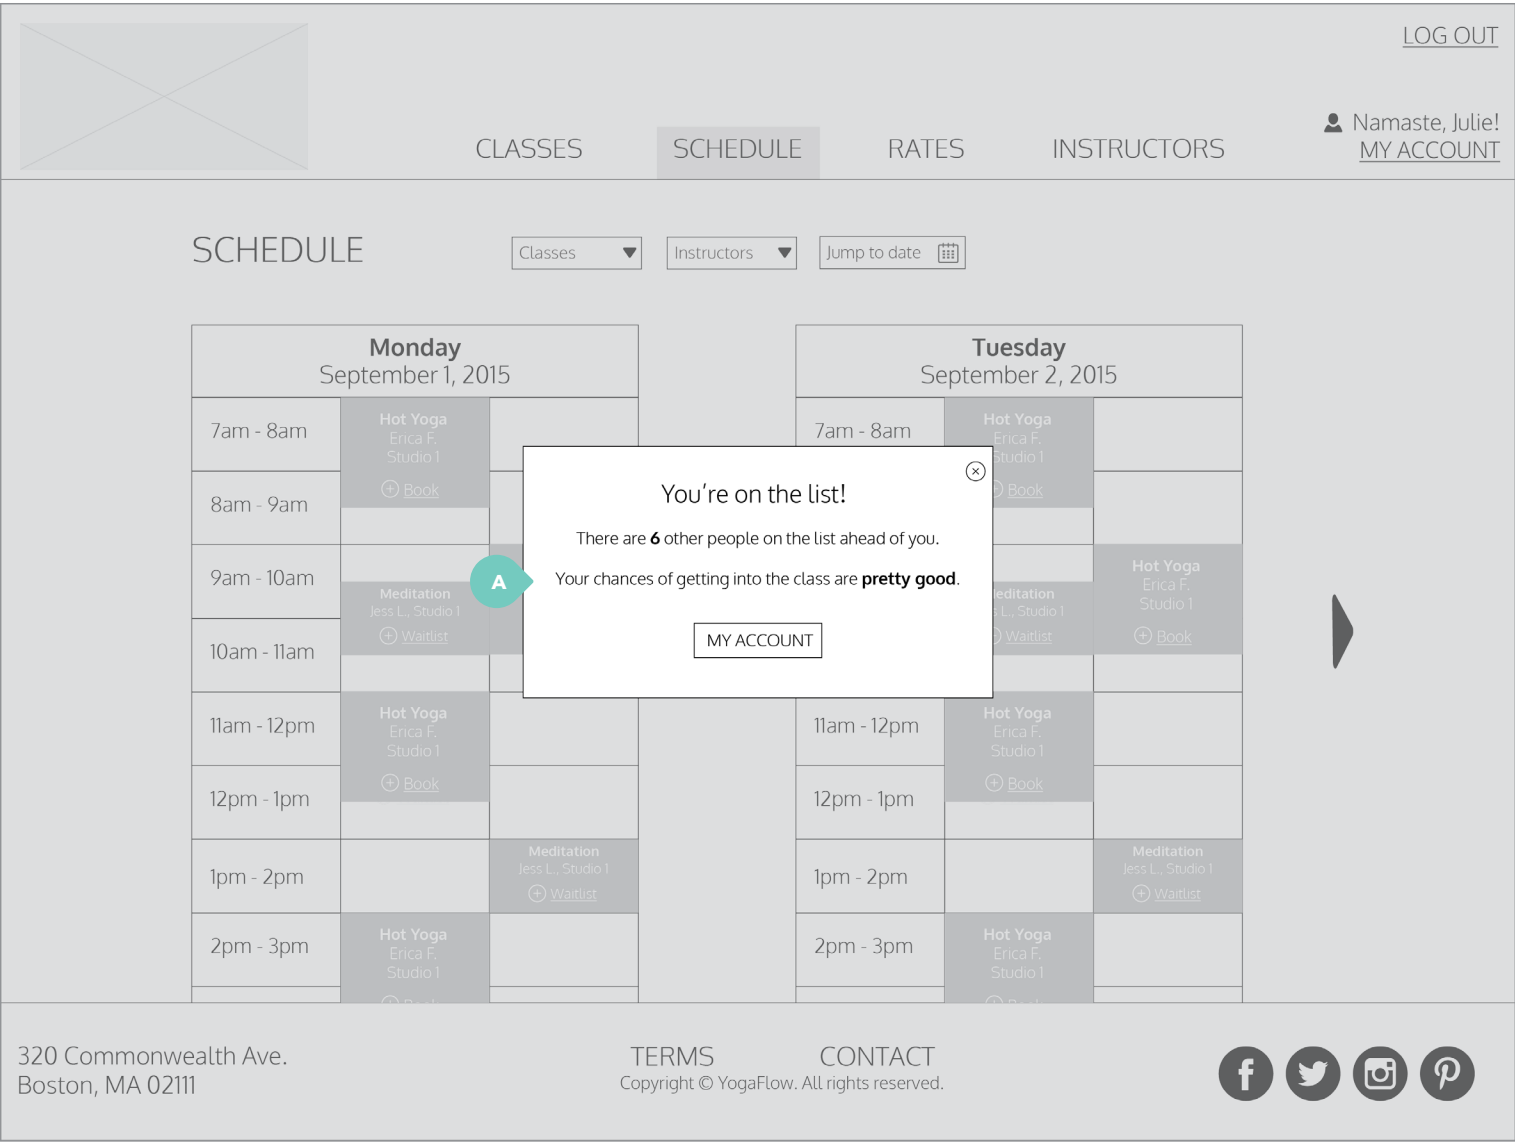 LOG OUT
Namaste, Julie!
MY ACCOUNT
CLASSES
SCHEDULE
RATES
INSTRUCTORS
SCHEDULE
Classes
Instructors
Jump to date
Monday
September 1, 2015
7am - 8am
Hot Yoga
Erica F.
Studio 1
Book
8am - 9am
9am - 10am
Meditation
Jess L., Studio 1
Waitlist
10am - 11am
11am - 12pm
Hot Yoga
Erica F.
Studio 1
Book
12pm - 1pm
1pm - 2pm
Meditation
Jess L., Studio 1
Waitlist
2pm - 3pm
Hot Yoga
Erica F.
Studio 1
Book
A
You're on the list!
There are 6 other people on the list ahead of you.
Your chances of getting into the class are pretty good.
MY ACCOUNT
Tuesday
September 2, 2015
7am - 8am
Hot Yoga
Erica F.
Studio 1
Book
Meditation
Studio 1
Waitlist
Hot Yoga
Erica F.
Studio 1
Book
11am - 12pm
Hot Yoga
Erica F.
Studio 1
Book
12pm - 1pm
1pm - 2pm
Meditation
Jess L., Studio 1
Waitlist
2pm - 3pm
Hot Yoga
Erica F.
Studio 1
Book
320 Commonwealth Ave.
Boston, MA 02111
TERMS
CONTACT
Copyright © YogaFlow. All rights reserved.